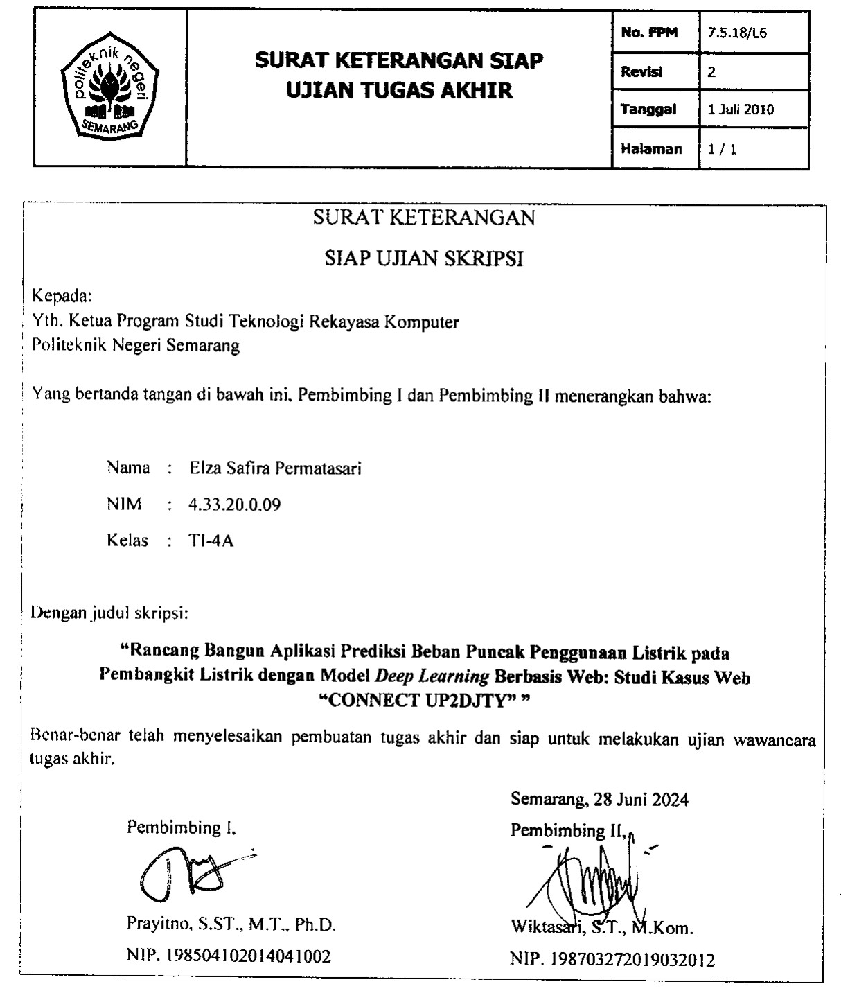 politeknik negeri
SEMARANG
SURAT KETERANGAN SIAP
UJIAN TUGAS AKHIR
No. FPM 7.5.18/L6
Revisi 2
Tanggal 1 Juli 2010
Halaman 1 / 1
SURAT KETERANGAN
SIAP UJIAN SKRIPSI
Kepada:
Yth. Ketua Program Studi Teknologi Rekayasa Komputer
Politeknik Negeri Semarang
Yang bertanda tangan di bawah ini, Pembimbing I dan Pembimbing II menerangkan bahwa:
Nama : Elza Safira Permatasari
NIM : 4.33.20.0.09
Kelas : TI-4A
Dengan judul skripsi:
“Rancang Bangun Aplikasi Prediksi Beban Puncak Penggunaan Listrik pada
Pembangkit Listrik dengan Model Deep Learning Berbasis Web: Studi Kasus Web
“CONNECT UP2DJTY” ”
Benar-benar telah menyelesaikan pembuatan tugas akhir dan siap untuk melakukan ujian wawancara
tugas akhir.
Semarang, 28 Juni 2024
Pembimbing I, Pembimbing II,
Prayitno, S.ST., M.T., Ph.D. Wiktasari, S.T., M.Kom.
NIP. 198504102014041002 NIP. 198703272019032012